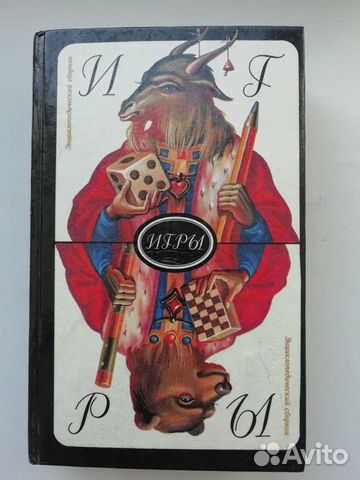 И Г
Энциклопедический сборник
ИГРЫ
Р Ы
Энциклопедический сборник
Avito